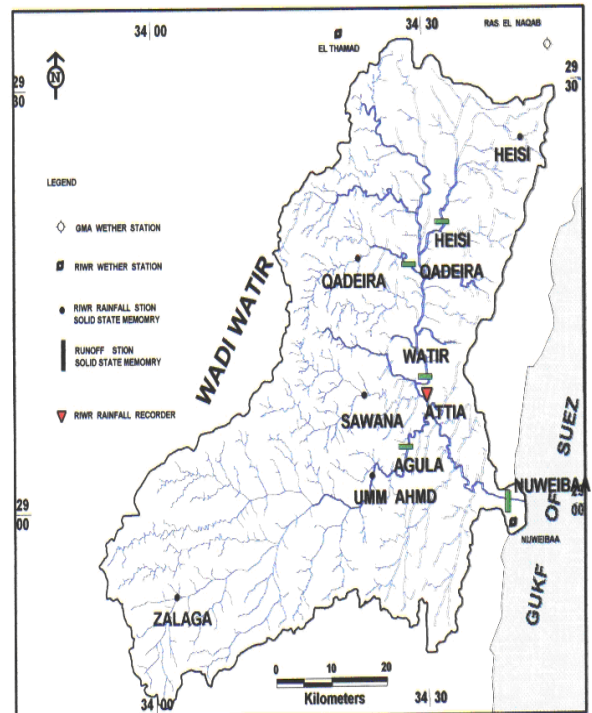 34 00
34 30
RAS EL NAQAB
EL THAMAD
29
30
29
30
N
HEISI
LEGEND
GMA WETHER STATION
RIWR WETHER STATION
RIWR RAINFALL STION
SOLID STATE MEMOMRY
RUNOFF STION
SOLID STATE MEMOMRY
RIWR RAINFALL RECORDER
WADI WATIR
HEISI
QADEIRA
QADEIRA
WATIR
SAWANA
ATTIA
AGULA
UMM AHMD
NUWEIBAA
NUWEIBAA
29
00
29
00
GUKF OF SUEZ
ZALAGA
0 10 20
Kilometers
34 00
34 30